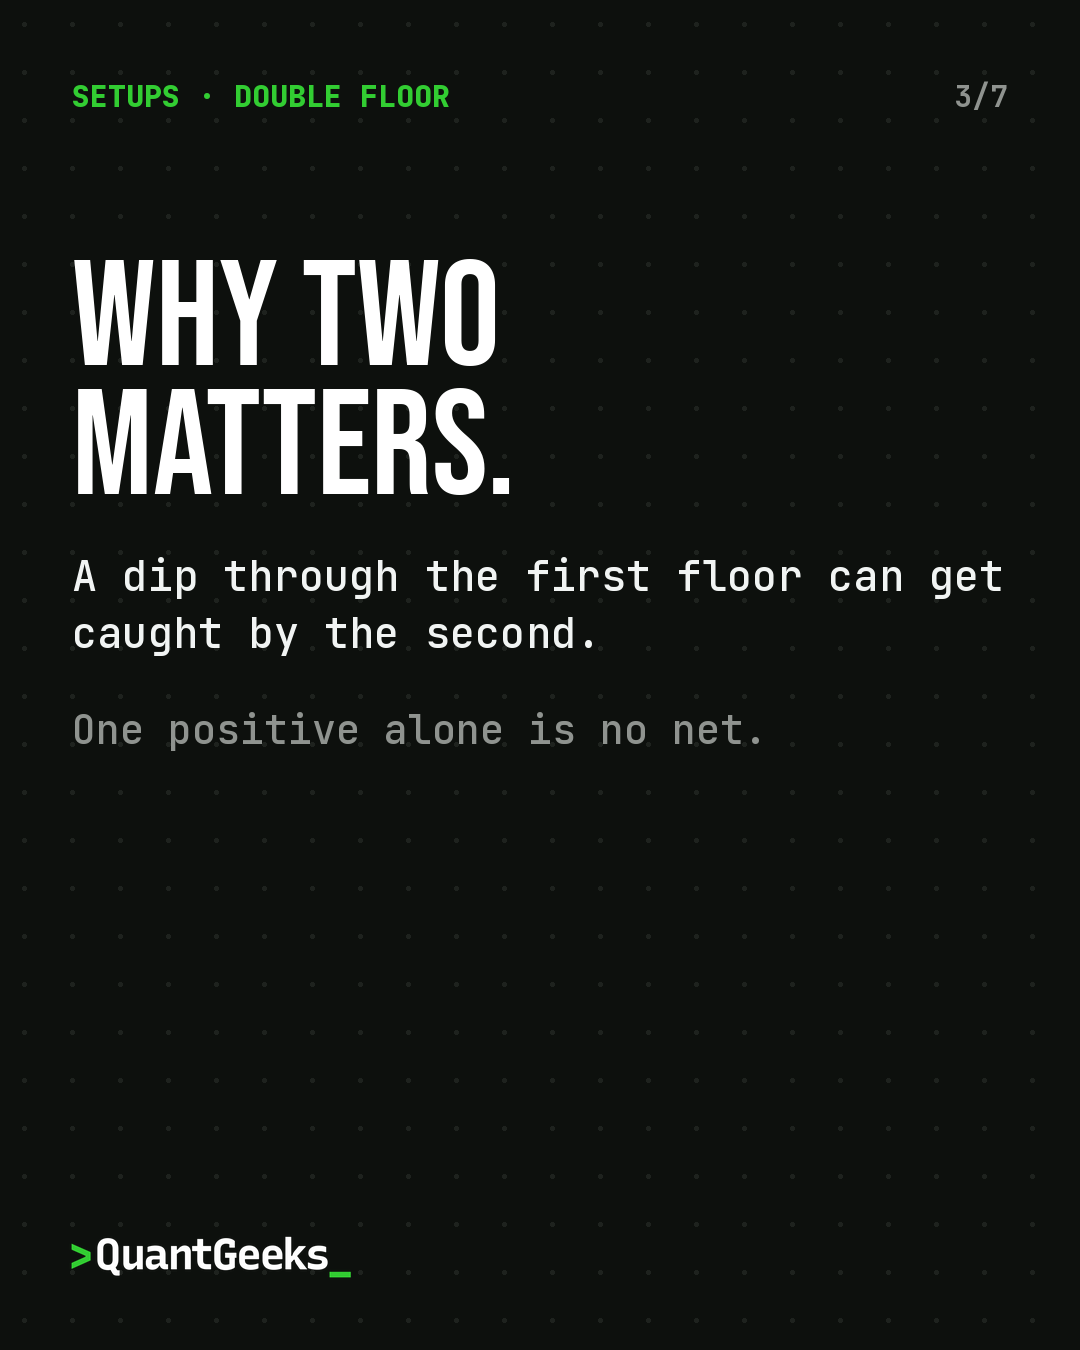 SETUPS · DOUBLE FLOOR
3/7
WHY TWO
MATTERS.
A dip through the first floor can get
caught by the second.
One positive alone is no net.
>QuantGeeks_